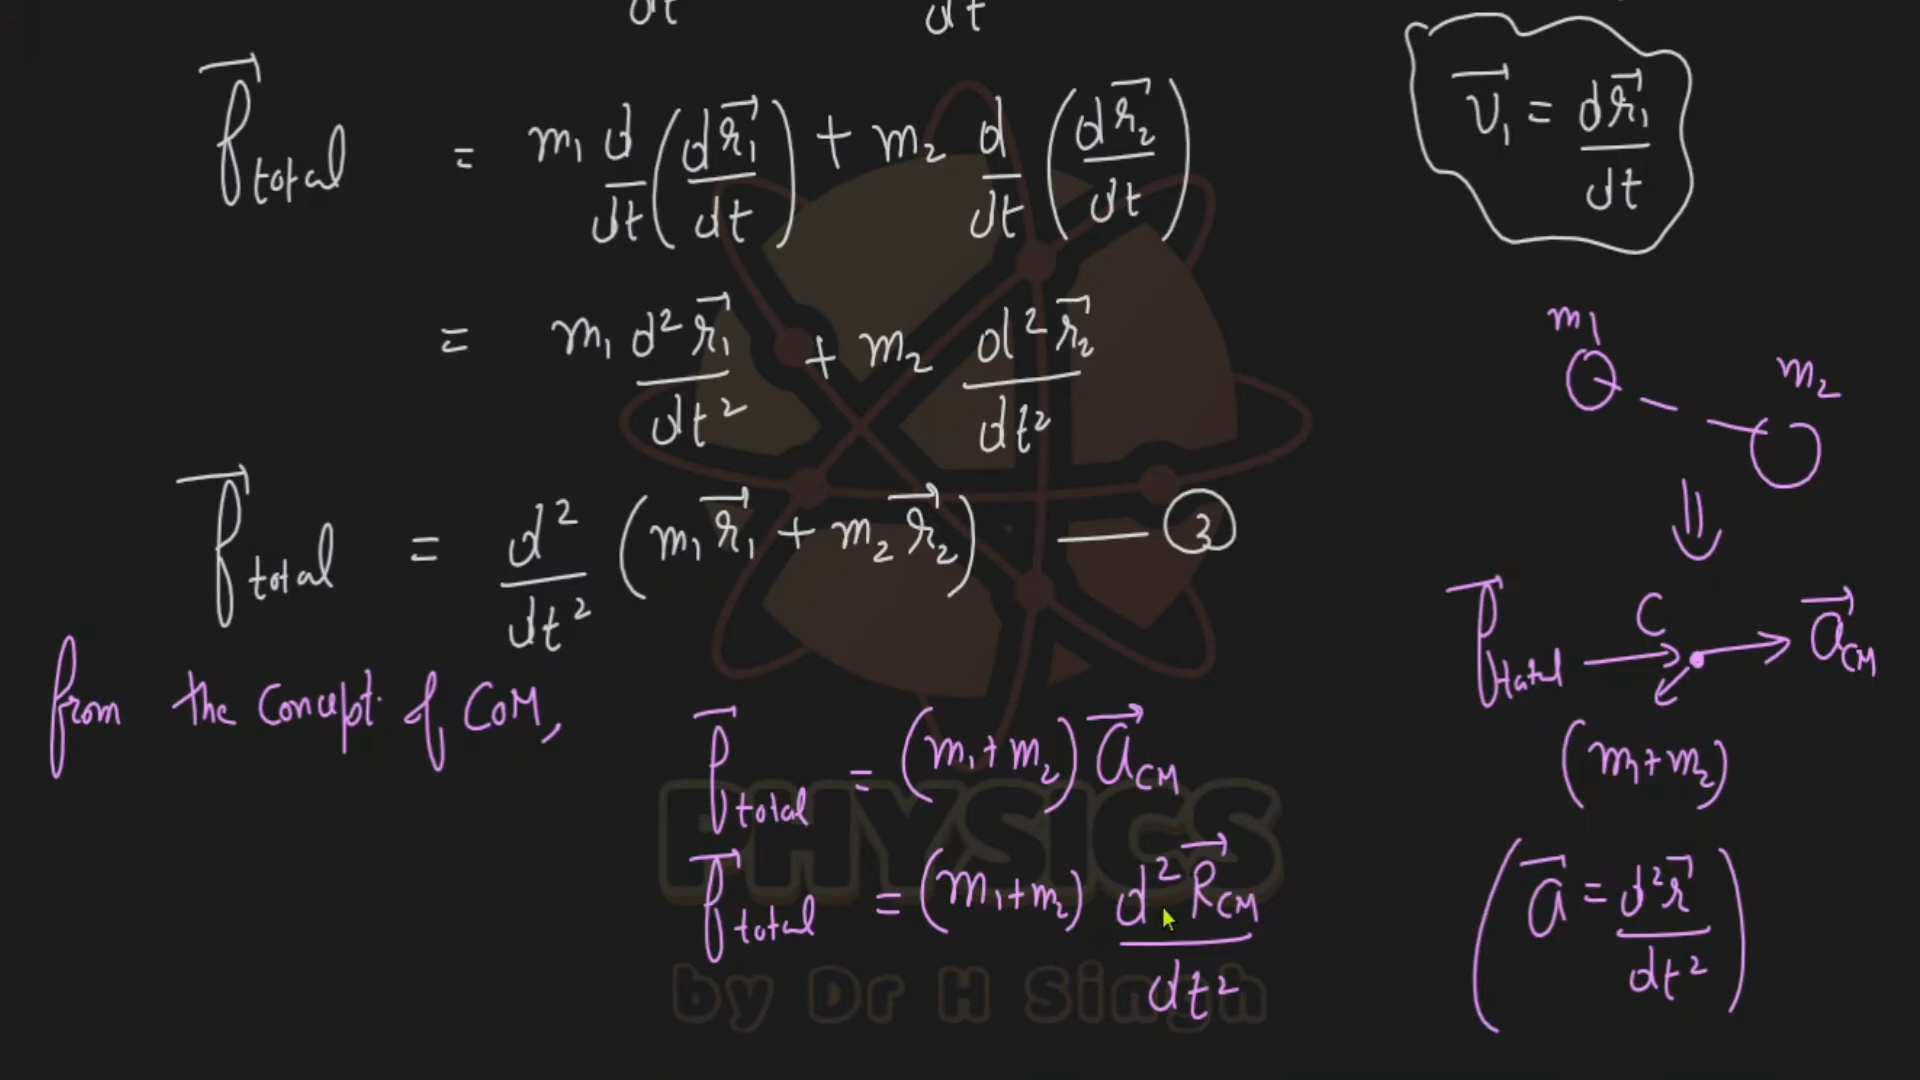 dt dt
f⃗total = m₁ d/dt (dr⃗₁/dt) + m₂ d/dt (dr⃗₂/dt)
v⃗₁ = dr⃗₁/dt
= m₁ d²r⃗₁/dt² + m₂ d²r⃗₂/dt²
m₁
m₂
f⃗total = d²/dt² (m₁r⃗₁ + m₂r⃗₂) — ③
f⃗total C a⃗CM
(m₁+m₂)
from the concept of COM,
f⃗total = (m₁+m₂) a⃗CM
f⃗total = (m₁+m₂) d²R⃗CM/dt²
(a⃗ = d²r⃗/dt²)
PHYSICS
by Dr H Singh